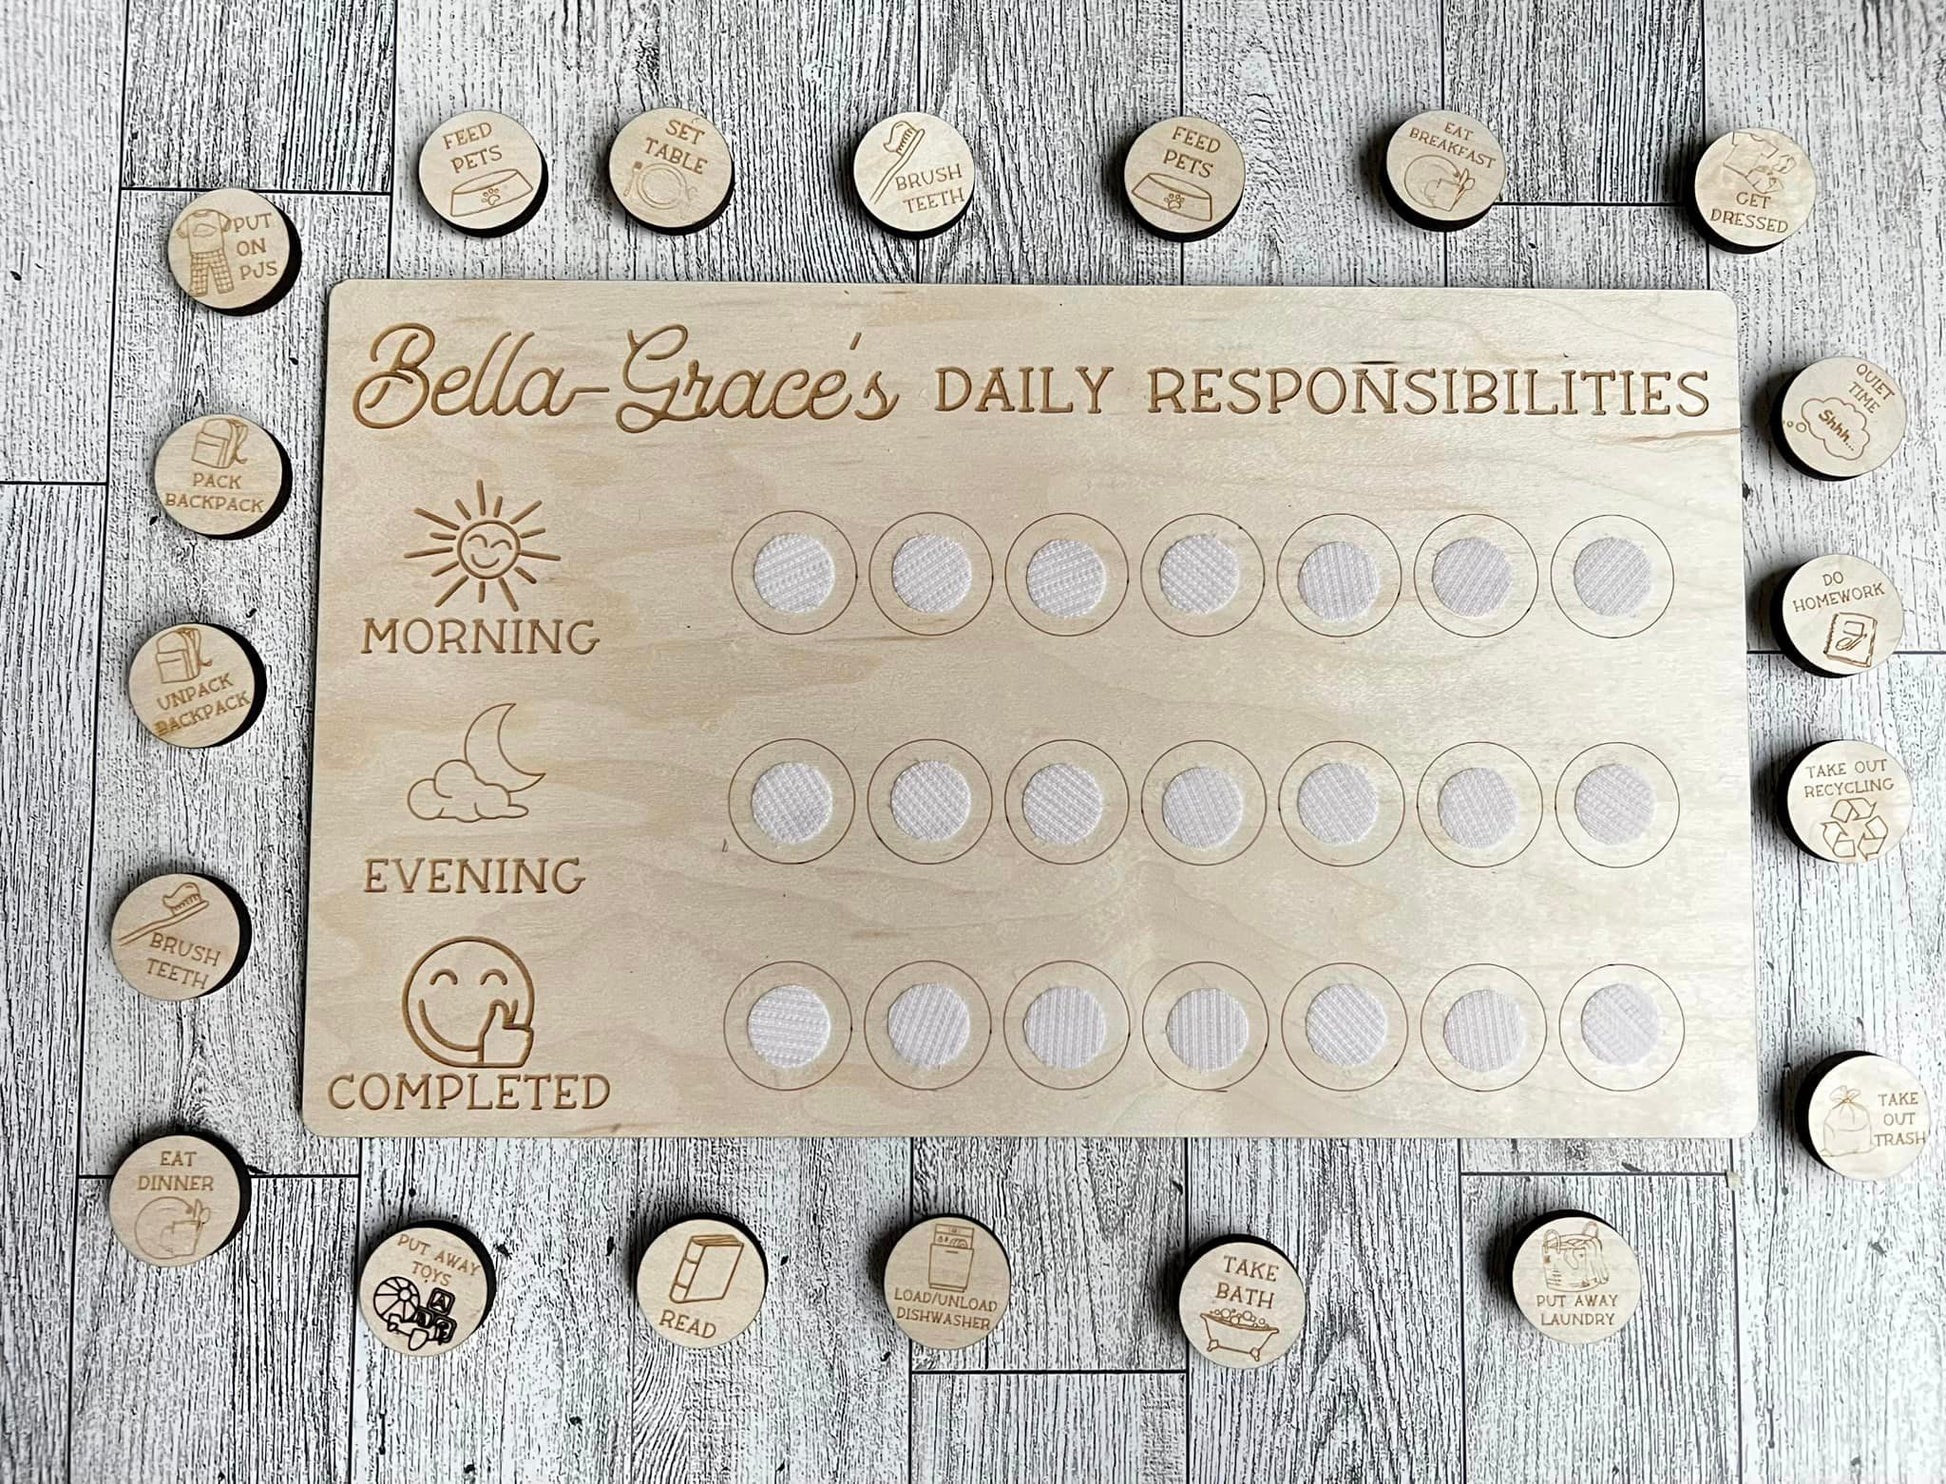 FEED
PETS
SET
TABLE
BRUSH
TEETH
FEED
PETS
EAT
BREAKFAST
GET
DRESSED
PUT
ON
PJS
Bella-Grace's DAILY RESPONSIBILITIES
QUIET
TIME
Shhh...
PACK
BACKPACK
MORNING
DO
HOMEWORK
UNPACK
BACKPACK
TAKE OUT
RECYCLING
EVENING
BRUSH
TEETH
COMPLETED
TAKE
OUT
TRASH
EAT
DINNER
PUT AWAY
TOYS
A
READ
LOAD/UNLOAD
DISHWASHER
TAKE
BATH
PUT AWAY
LAUNDRY